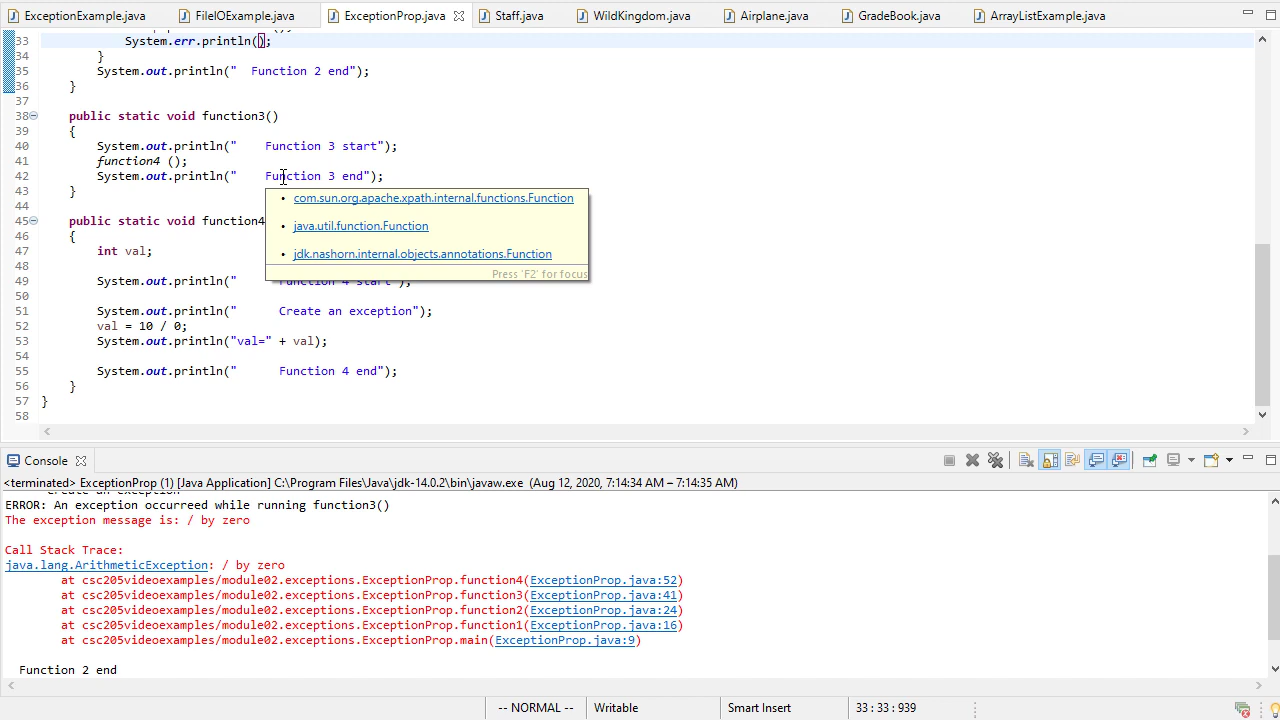 ExceptionExample.java FileIOExample.java ExceptionProp.java Staff.java WildKingdom.java Airplane.java GradeBook.java ArrayListExample.java
33 System.err.println();
34 }
35 System.out.println("  Function 2 end");
36 }
37
38 public static void function3()
39 {
40 System.out.println("    Function 3 start");
41 function4 ();
42 System.out.println("    Function 3 end");
43 }
44
45 public static void function4
46 {
47 int val;
48
49 System.out.println("      Function 4 start");
50
51 System.out.println("      Create an exception");
52 val = 10 / 0;
53 System.out.println("val=" + val);
54
55 System.out.println("      Function 4 end");
56 }
57 }
58
• com.sun.org.apache.xpath.internal.functions.Function
• java.util.function.Function
• jdk.nashorn.internal.objects.annotations.Function
Press 'F2' for focus
Console
<terminated> ExceptionProp (1) [Java Application] C:\Program Files\Java\jdk-14.0.2\bin\javaw.exe (Aug 12, 2020, 7:14:34 AM – 7:14:35 AM)
Create an exception
ERROR: An exception occurreed while running function3()
The exception message is: / by zero
Call Stack Trace:
java.lang.ArithmeticException: / by zero
at csc205videoexamples/module02.exceptions.ExceptionProp.function4(ExceptionProp.java:52)
at csc205videoexamples/module02.exceptions.ExceptionProp.function3(ExceptionProp.java:41)
at csc205videoexamples/module02.exceptions.ExceptionProp.function2(ExceptionProp.java:24)
at csc205videoexamples/module02.exceptions.ExceptionProp.function1(ExceptionProp.java:16)
at csc205videoexamples/module02.exceptions.ExceptionProp.main(ExceptionProp.java:9)
Function 2 end
-- NORMAL -- Writable Smart Insert 33 : 33 : 939